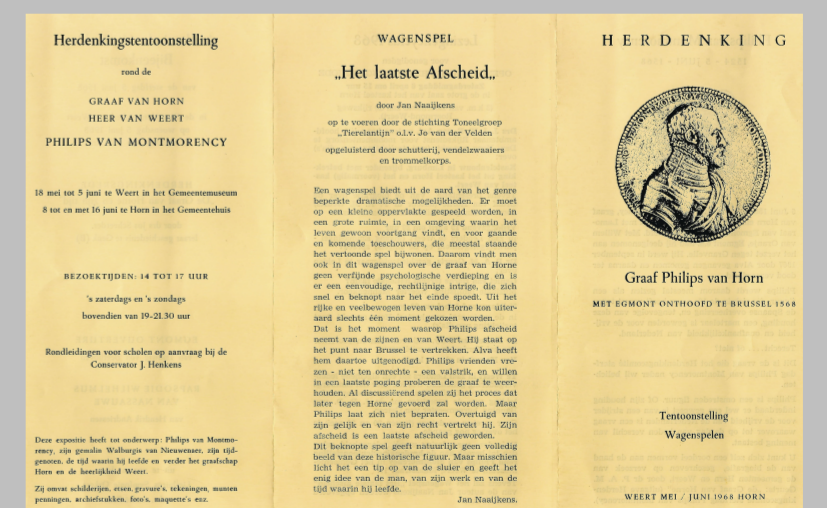 Herdenkingstentoonstelling
rond de
GRAAF VAN HORN
HEER VAN WEERT
PHILIPS VAN MONTMORENCY
18 mei tot 5 juni te Weert in het Gemeentemuseum
8 tot en met 16 juni te Horn in het Gemeentehuis
BEZOEKTIJDEN: 14 TOT 17 UUR
's zaterdags en 's zondags
bovendien van 19-21.30 uur
Rondleidingen voor scholen op aanvraag bij de
Conservator J. Henkens
Deze expositie heeft tot onderwerp: Philips van Montmo-
rency, zijn gemalin Walburgis van Nieuwenaer, zijn tijd-
genoten, de tijd waarin hij leefde en verder het graafschap
Horn en de heerlijkheid Weert.
Zij omvat schilderijen, etsen, gravure's, tekeningen, munten
penningen, archiefstukken, foto's, maquette's enz.
WAGENSPEL
„Het laatste Afscheid„
door Jan Naaijkens
op te voeren door de stichting Toneelgroep
„Tierelantijn" o.l.v. Jo van der Velden
opgeluisterd door schutterij, vendelzwaaiers
en trommelkorps.
Een wagenspel biedt uit de aard van het genre
beperkte dramatische mogelijkheden. Er moet
op een kleine oppervlakte gespeeld worden, in
een grote ruimte, in een omgeving waarin het
leven gewoon voortgang vindt, en voor gaande
en komende toeschouwers, die meestal staande
het vertoonde spel bijwonen. Daarom vindt men
ook in dit wagenspel over de graaf van Horne
geen verfijnde psychologische verdieping en is
er een eenvoudige, rechtlijnige intrige, die zich
snel en beknopt naar het einde spoedt. Uit het
rijke en veelbewogen leven van Horne kon uiter-
aard slechts één moment gekozen worden.
Dat is het moment waarop Philips afscheid
neemt van de zijnen en van Weert. Hij staat op
het punt naar Brussel te vertrekken. Alva heeft
hem daartoe uitgenodigd. Philips vrienden vre-
zen - niet ten onrechte - een valstrik, en willen
in een laatste poging proberen de graaf te weer-
houden. Al discussiërend spelen zij het proces dat
later tegen Horne gevoerd zal worden. Maar
Philips laat zich niet bepraten. Overtuigd van
zijn gelijk en van zijn recht vertrekt hij. Zijn
afscheid is een laatste afscheid geworden.
Dit beknopte spel geeft natuurlijk geen volledig
beeld van deze historische figuur. Maar misschien
licht het een tip op van de sluier en geeft het
enig idee van de man, van zijn werk en van de
tijd waarin hij leefde.
Jan Naaijkens.
HERDENKING
Graaf Philips van Horn
MET EGMONT ONTHOOFD TE BRUSSEL 1568
Tentoonstelling
Wagenspelen
WEERT MEI / JUNI 1968 HORN